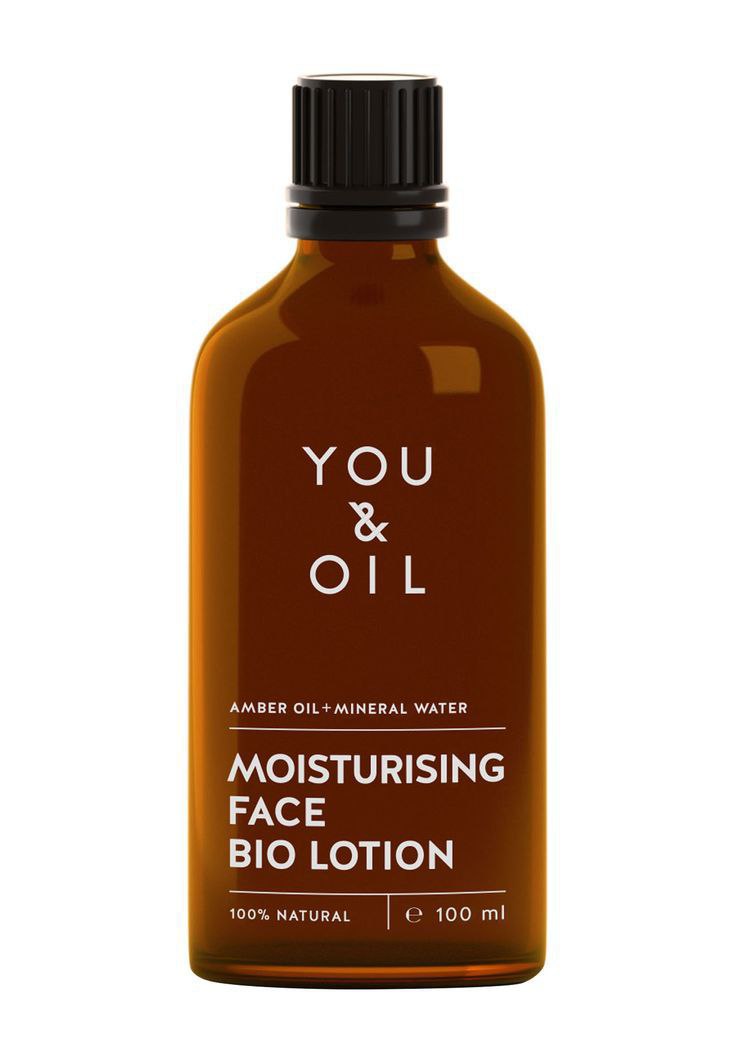 YOU
&
OIL
AMBER OIL+MINERAL WATER
MOISTURISING
FACE
BIO LOTION
100% NATURAL
℮ 100 ml